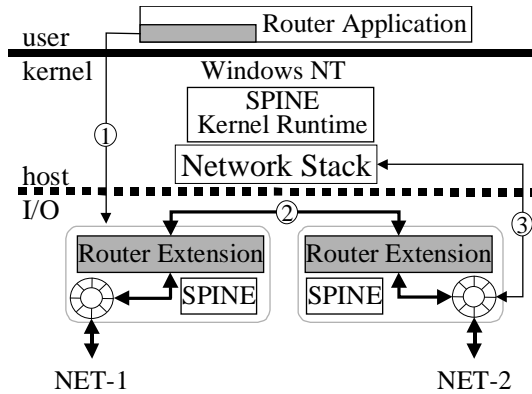 Router Application
user
kernel
Windows NT
SPINE
Kernel Runtime
1
Network Stack
host
I/O
2
3
Router Extension
Router Extension
SPINE
SPINE
NET-1
NET-2